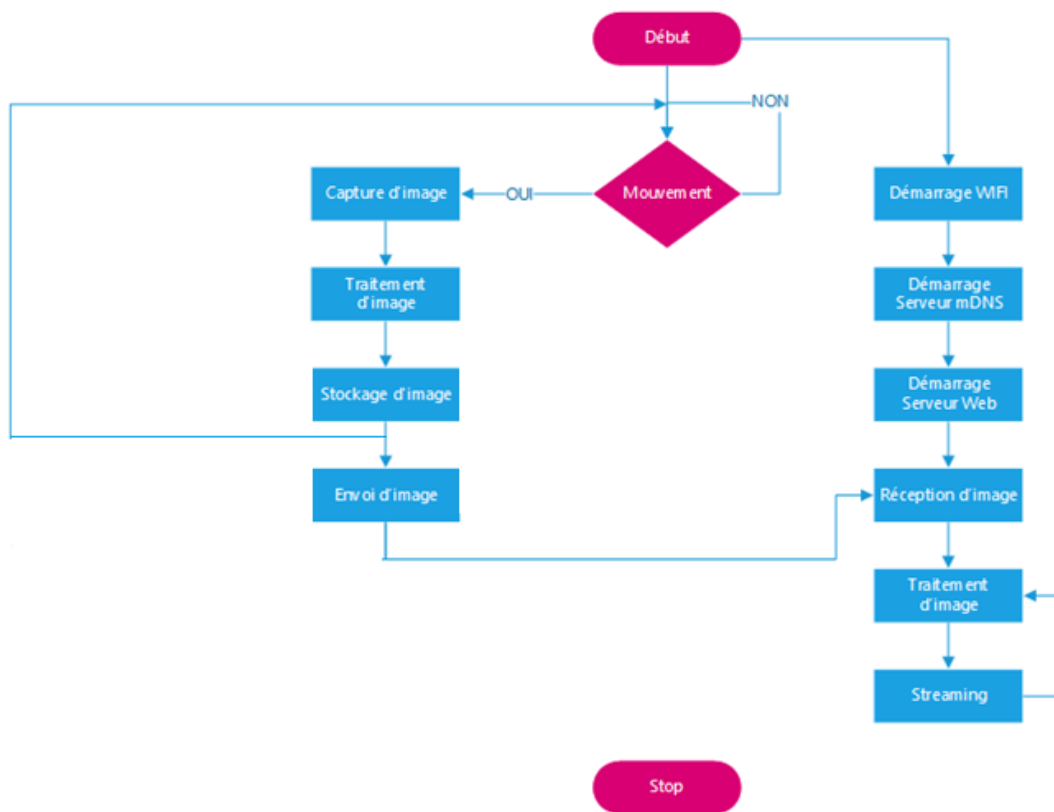 Début
NON
Mouvement
OUI
Capture d'image
Traitement
d'image
Stockage d'image
Envoi d'image
Démarrage WIFI
Démarrage
Serveur mDNS
Démarrage
Serveur Web
Réception d'image
Traitement
d'image
Streaming
Stop